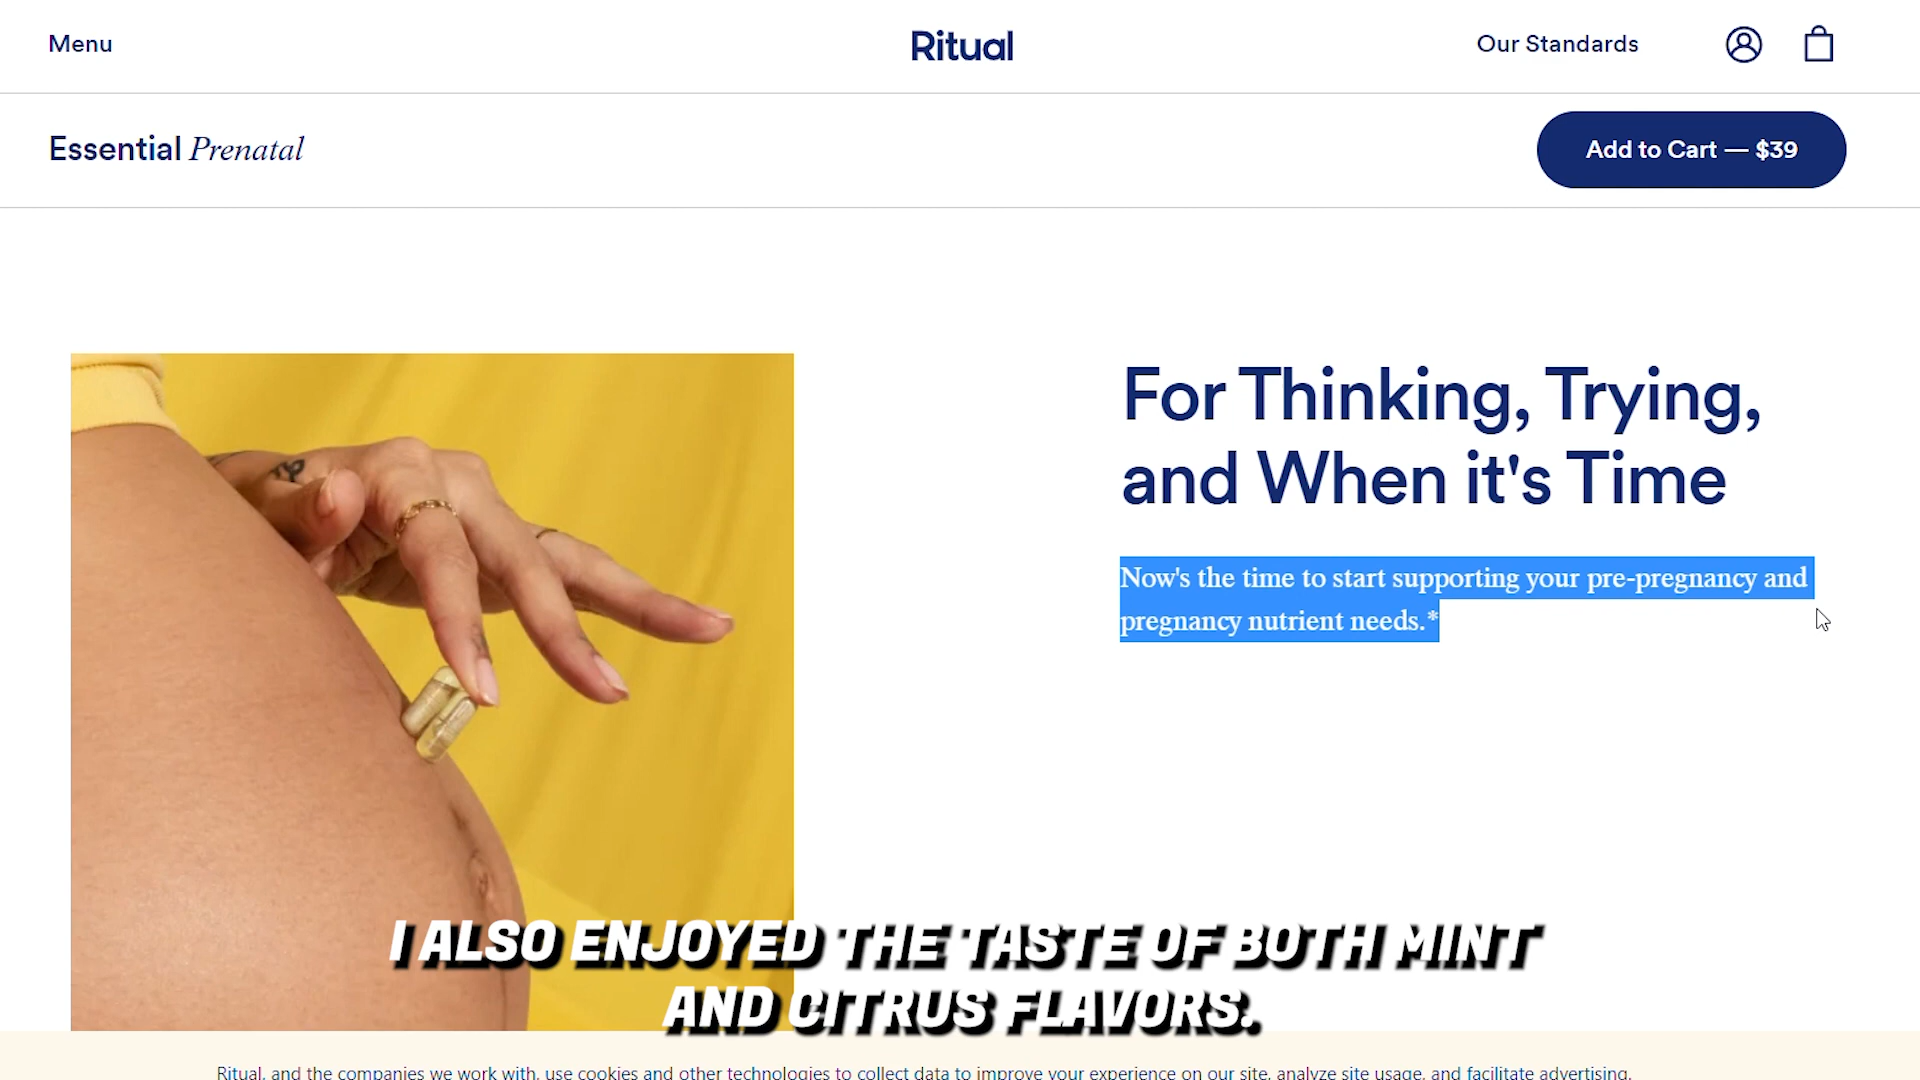 Menu
Ritual
Our Standards
Essential Prenatal
Add to Cart — $39
For Thinking, Trying,
and When it's Time
Now's the time to start supporting your pre-pregnancy and
pregnancy nutrient needs.*
I ALSO ENJOYED THE TASTE OF BOTH MINT
AND CITRUS FLAVORS.
Ritual, and the companies we work with, use cookies and other technologies to collect data to improve your experience on our site, analyze site usage, and facilitate advertising.